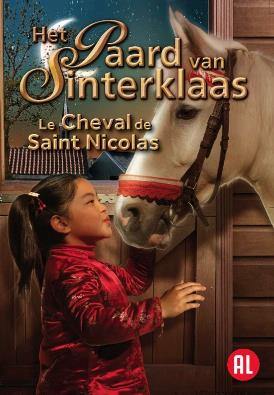 Het Paard van
Sinterklaas
Le Cheval de
Saint Nicolas
AL